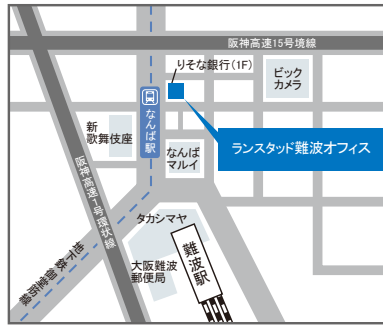 阪神高速15号堺線
りそな銀行(1F)
ビック
カメラ
なんば駅
新
歌舞伎座
なんば
マルイ
ランスタッド難波オフィス
阪神高速1号環状線
タカシマヤ
難波駅
大阪難波
郵便局
地下鉄御堂筋線